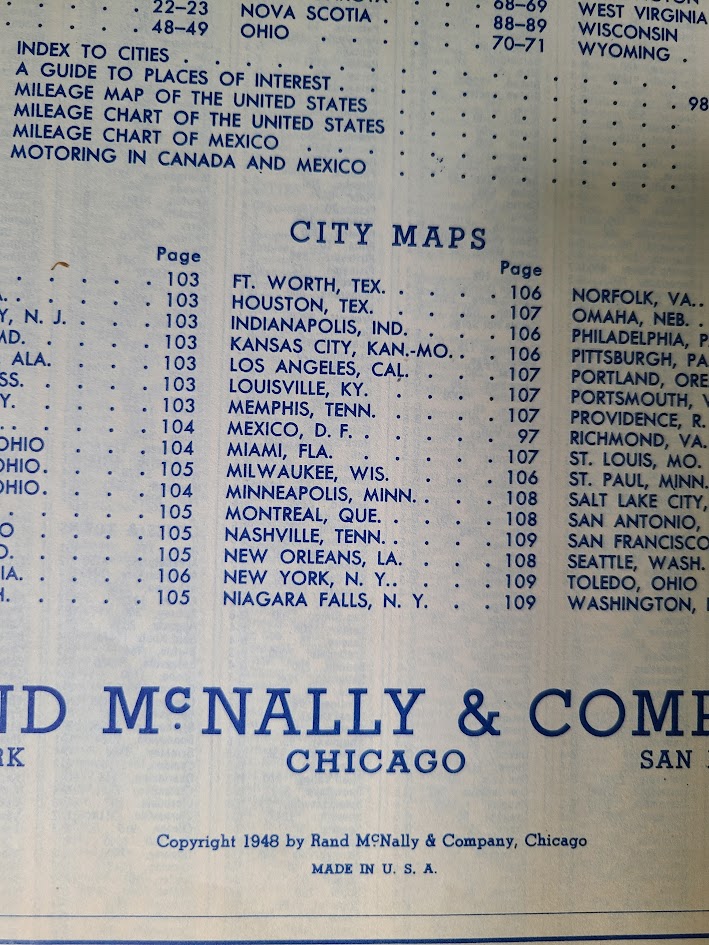 22–23
48–49
NOVA SCOTIA
OHIO
68–69
88–89
70–71
WEST VIRGINIA
WISCONSIN
WYOMING
INDEX TO CITIES
A GUIDE TO PLACES OF INTEREST
MILEAGE MAP OF THE UNITED STATES 98
MILEAGE CHART OF THE UNITED STATES
MILEAGE CHART OF MEXICO
MOTORING IN CANADA AND MEXICO
CITY MAPS
Page
103
103
N. J. 103
103
ALA. 103
103
103
104
OHIO 104
OHIO. 105
OHIO. 104
105
105
105
106
105
Page
FT. WORTH, TEX. 106
HOUSTON, TEX. 107
INDIANAPOLIS, IND. 106
KANSAS CITY, KAN.-MO. 106
LOS ANGELES, CAL. 107
LOUISVILLE, KY. 107
MEMPHIS, TENN. 107
MEXICO, D. F. 97
MIAMI, FLA. 107
MILWAUKEE, WIS. 106
MINNEAPOLIS, MINN. 108
MONTREAL, QUE. 108
NASHVILLE, TENN. 109
NEW ORLEANS, LA. 108
NEW YORK, N. Y. 109
NIAGARA FALLS, N. Y. 109
NORFOLK, VA.
OMAHA, NEB.
PHILADELPHIA, P
PITTSBURGH, PA
PORTLAND, ORE
PORTSMOUTH, V
PROVIDENCE, R.
RICHMOND, VA.
ST. LOUIS, MO.
ST. PAUL, MINN.
SALT LAKE CITY,
SAN ANTONIO,
SAN FRANCISCO
SEATTLE, WASH.
TOLEDO, OHIO
WASHINGTON,
ND McNALLY & COMP
RK CHICAGO SAN
Copyright 1948 by Rand McNally & Company, Chicago
MADE IN U. S. A.